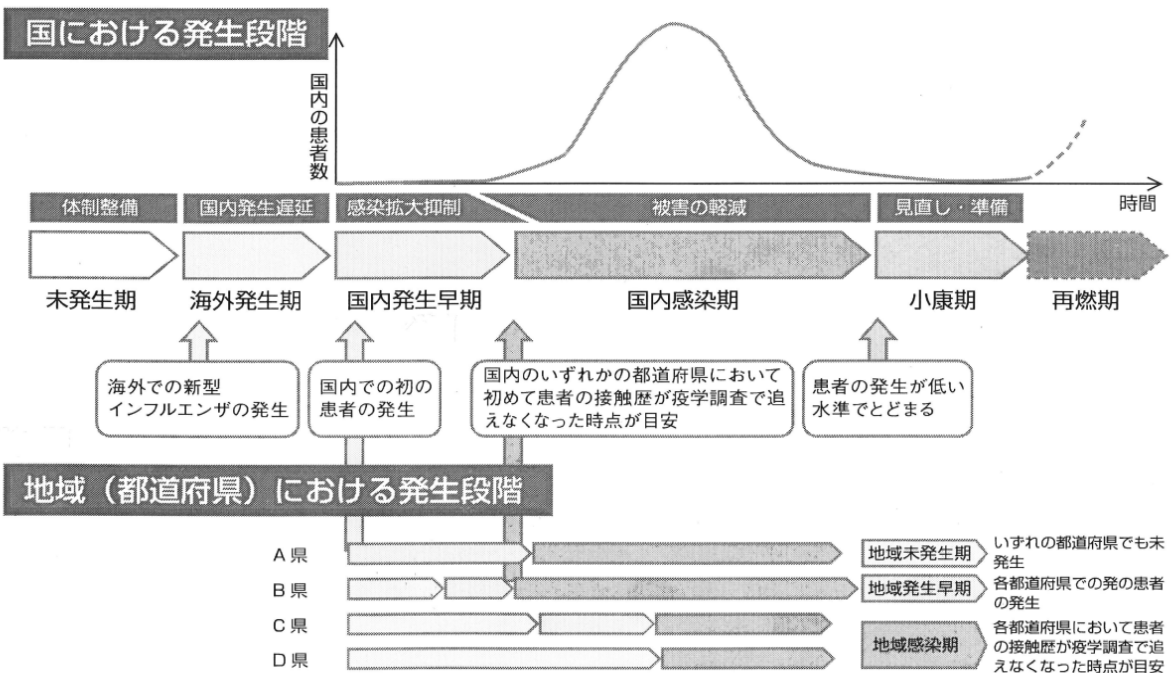 国における発生段階
国内の患者数
時間
体制整備
国内発生遅延
感染拡大抑制
被害の軽減
見直し・準備
未発生期
海外発生期
国内発生早期
国内感染期
小康期
再燃期
海外での新型
インフルエンザの発生
国内での初の
患者の発生
国内のいずれかの都道府県において
初めて患者の接触歴が疫学調査で追
えなくなった時点が目安
患者の発生が低い
水準でとどまる
地域（都道府県）における発生段階
A県
B県
C県
D県
地域未発生期
いずれの都道府県でも未
発生
地域発生早期
各都道府県での発の患者
の発生
地域感染期
各都道府県において患者
の接触歴が疫学調査で追
えなくなった時点が目安